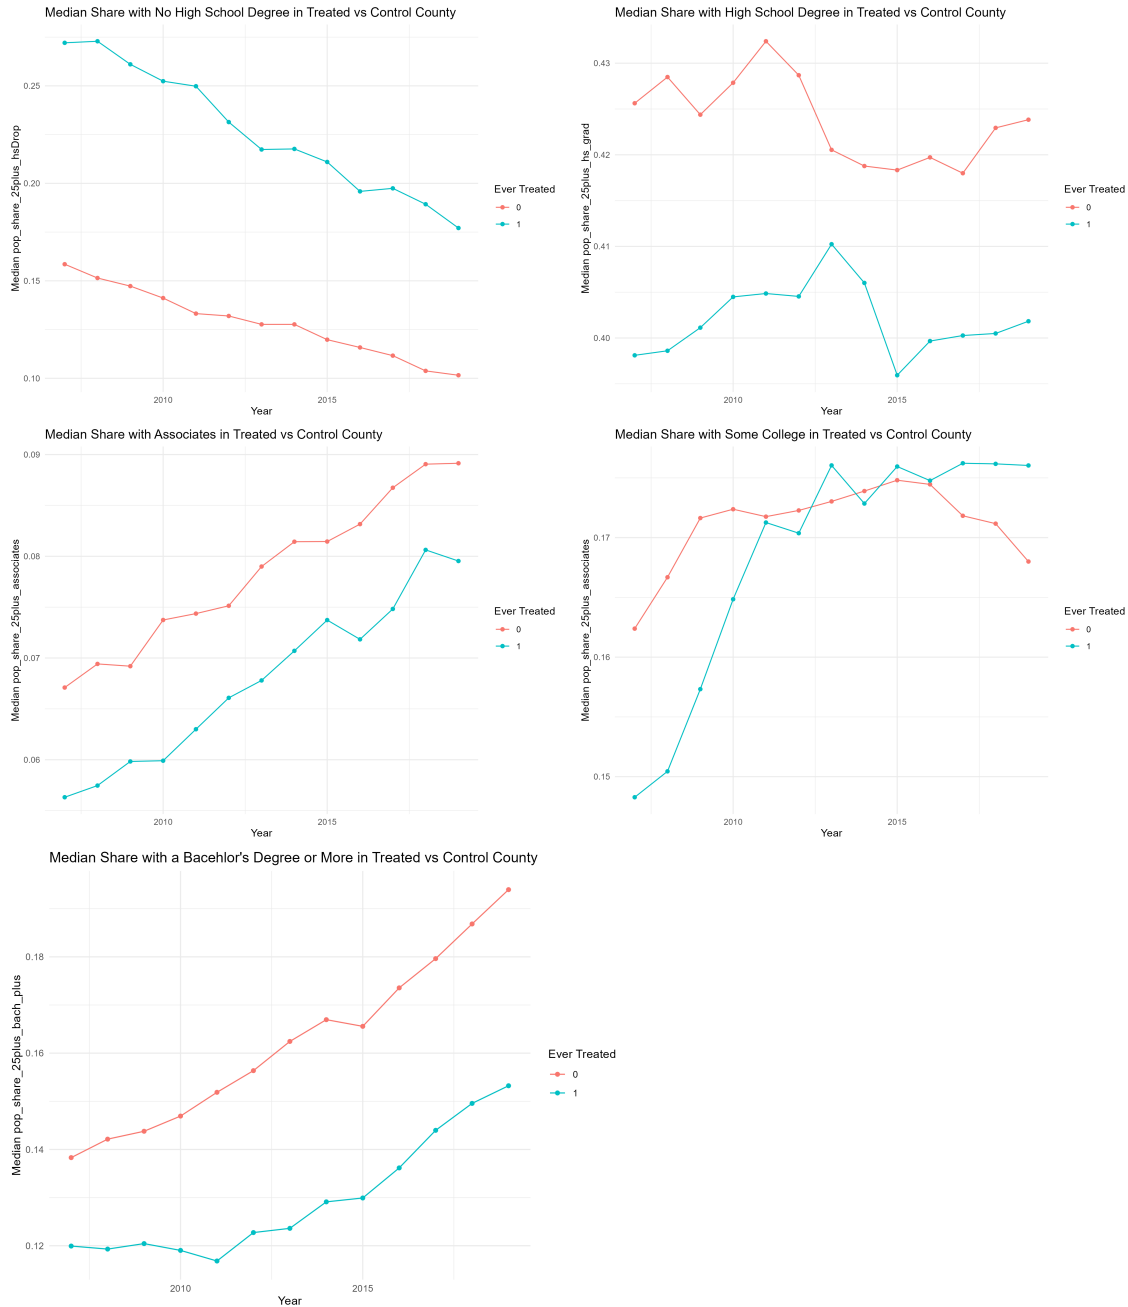 Median Share with No High School Degree in Treated vs Control County
Median pop_share_25plus_hsDrop
0.25
0.20
0.15
0.10
2010
2015
Year
Ever Treated
0
1
Median Share with High School Degree in Treated vs Control County
Median pop_share_25plus_hs_grad
0.43
0.42
0.41
0.40
2010
2015
Year
Ever Treated
0
1
Median Share with Associates in Treated vs Control County
Median pop_share_25plus_associates
0.09
0.08
0.07
0.06
2010
2015
Year
Ever Treated
0
1
Median Share with Some College in Treated vs Control County
Median pop_share_25plus_associates
0.17
0.16
0.15
2010
2015
Year
Ever Treated
0
1
Median Share with a Bacehlor's Degree or More in Treated vs Control County
Median pop_share_25plus_bach_plus
0.18
0.16
0.14
0.12
2010
2015
Year
Ever Treated
0
1